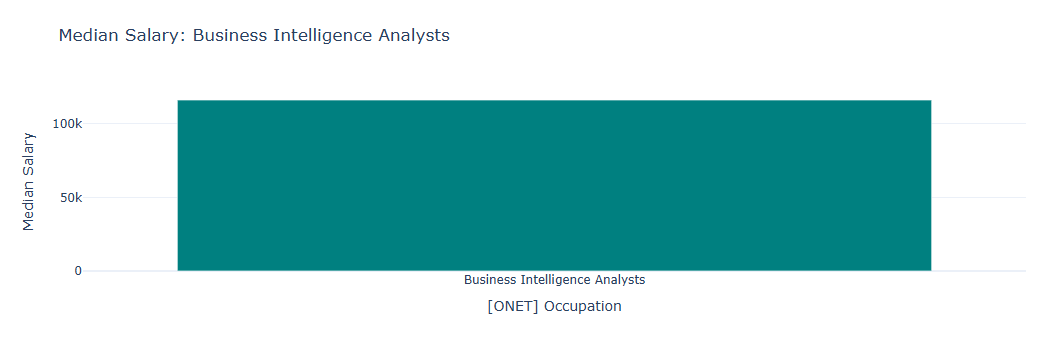 Median Salary: Business Intelligence Analysts
Median Salary
100k
50k
0
Business Intelligence Analysts
[ONET] Occupation